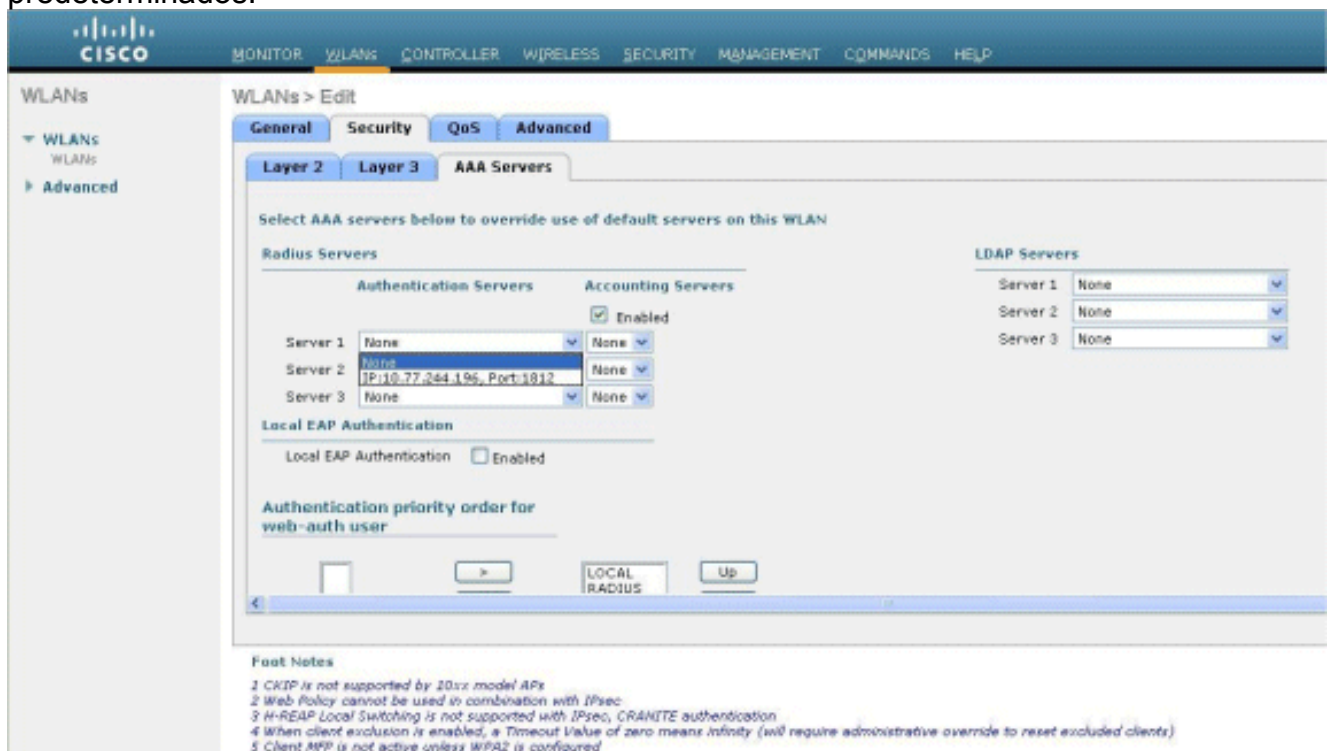 predeterminados.
CISCO
MONITOR WLANs CONTROLLER WIRELESS SECURITY MANAGEMENT COMMANDS HELP
WLANs
WLANs
WLANs
Advanced
WLANs > Edit
General Security QoS Advanced
Layer 2 Layer 3 AAA Servers
Select AAA servers below to override use of default servers on this WLAN
Radius Servers
LDAP Servers
Authentication Servers Accounting Servers
Enabled
Server 1 None None
None
IP:10.77.244.196, Port:1812
Server 2 None
Server 3 None None
Server 1 None
Server 2 None
Server 3 None
Local EAP Authentication
Local EAP Authentication Enabled
Authentication priority order for
web-auth user
>
LOCAL
RADIUS
Up
Foot Notes
1 CKIP is not supported by 10xx model APs
2 Web Policy cannot be used in combination with IPsec
3 H-REAP Local Switching is not supported with IPsec, CRANITE authentication
4 When client exclusion is enabled, a Timeout Value of zero means infinity (will require administrative override to reset excluded clients)
5 Client MFP is not active unless WPA2 is configured